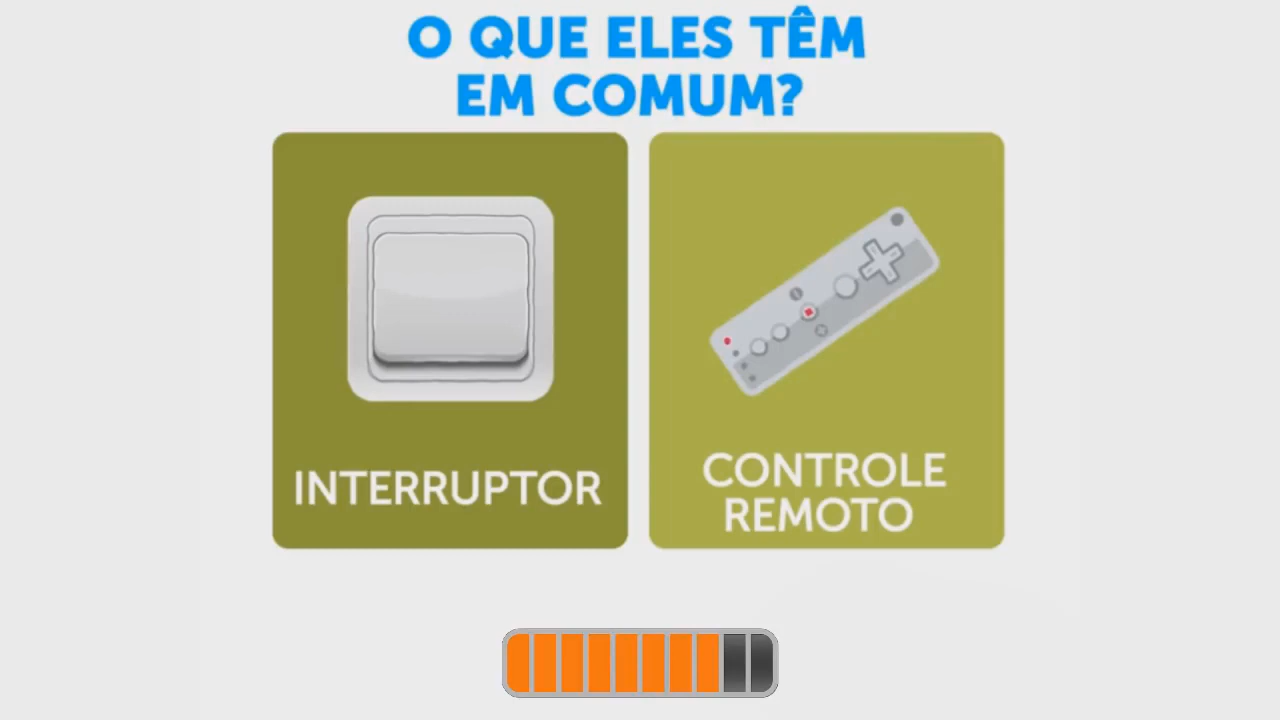 O QUE ELES TÊM
EM COMUM?
INTERRUPTOR
CONTROLE
REMOTO